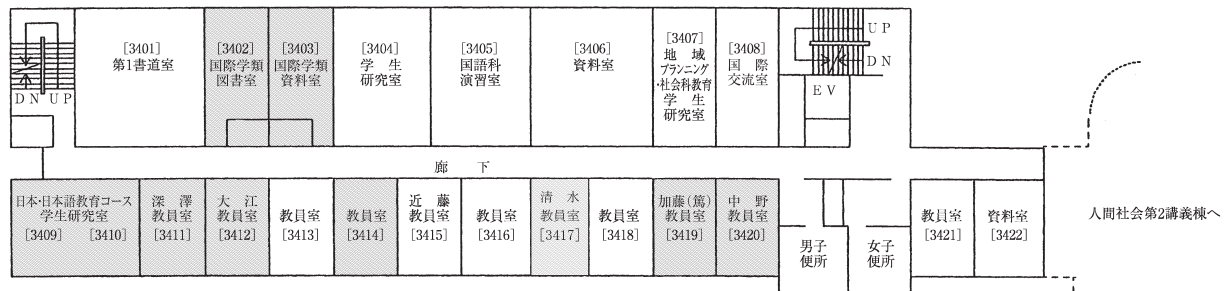 [3401]
第1書道室
[3402]
国際学類
図書室
[3403]
国際学類
資料室
[3404]
学生
研究室
[3405]
国語科
演習室
[3406]
資料室
[3407]
地域
プランニング
・社会科教育
学生
研究室
[3408]
国際
交流室
UP
DN
EV
DN UP
廊下
日本・日本語教育コース
学生研究室
[3409] [3410]
深澤
教員室
[3411]
大江
教員室
[3412]
教員室
[3413]
教員室
[3414]
近藤
教員室
[3415]
教員室
[3416]
清水
教員室
[3417]
教員室
[3418]
加藤(篤)
教員室
[3419]
中野
教員室
[3420]
男子
便所
女子
便所
教員室
[3421]
資料室
[3422]
人間社会第2講義棟へ